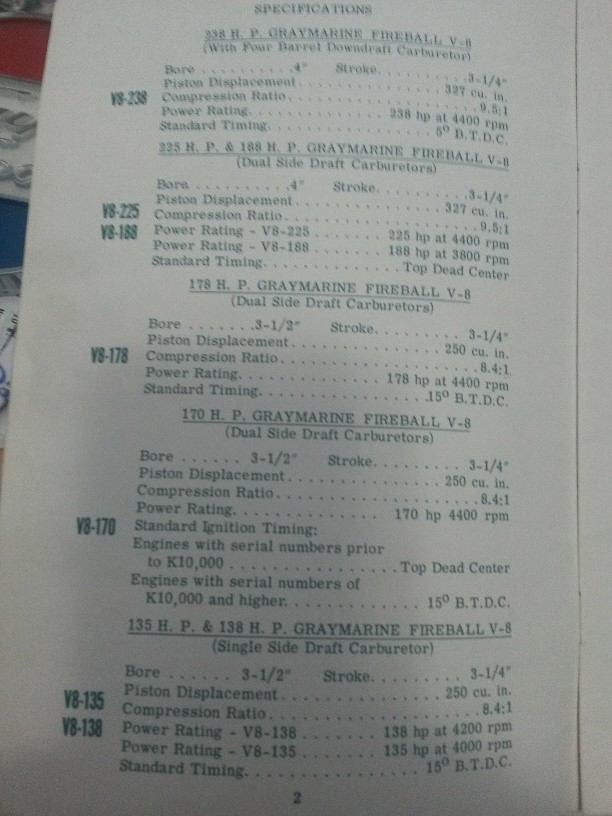 SPECIFICATIONS
238 H. P. GRAYMARINE FIREBALL V-8
(With Four Barrel Downdraft Carburetor)
Bore . . . . . . . . . . 4" Stroke. . . . . . . . . 3-1/4"
Piston Displacement. . . . . . . . . . . . . . . 327 cu. in.
V8-238 Compression Ratio. . . . . . . . . . . . . . . . . . . 9.5:1
Power Rating. . . . . . . . . . . . . . 238 hp at 4400 rpm
Standard Timing. . . . . . . . . . . . . . . . . . 5º B.T.D.C.
225 H. P. & 188 H. P. GRAYMARINE FIREBALL V-8
(Dual Side Draft Carburetors)
Bore . . . . . . . . . . 4" Stroke. . . . . . . . . 3-1/4"
Piston Displacement. . . . . . . . . . . . . . . 327 cu. in.
V8-225 Compression Ratio. . . . . . . . . . . . . . . . . . . 9.5:1
V8-188 Power Rating - V8-225 . . . . . . . 225 hp at 4400 rpm
Power Rating - V8-188 . . . . . . . 188 hp at 3800 rpm
Standard Timing. . . . . . . . . . . . . . Top Dead Center
178 H. P. GRAYMARINE FIREBALL V-8
(Dual Side Draft Carburetors)
Bore . . . . . . . 3-1/2" Stroke. . . . . . . . . 3-1/4"
Piston Displacement. . . . . . . . . . . . . . . 250 cu. in.
V8-178 Compression Ratio. . . . . . . . . . . . . . . . . . . 8.4:1
Power Rating. . . . . . . . . . . . . . 178 hp at 4400 rpm
Standard Timing. . . . . . . . . . . . . . . . . 15º B.T.D.C.
170 H. P. GRAYMARINE FIREBALL V-8
(Dual Side Draft Carburetors)
Bore . . . . . . 3-1/2" Stroke. . . . . . . . . 3-1/4"
Piston Displacement. . . . . . . . . . . . . . . 250 cu. in.
Compression Ratio. . . . . . . . . . . . . . . . . . . 8.4:1
Power Rating. . . . . . . . . . . . . . 170 hp 4400 rpm
V8-170 Standard Ignition Timing:
Engines with serial numbers prior
to K10,000 . . . . . . . . . . . . . . . . Top Dead Center
Engines with serial numbers of
K10,000 and higher. . . . . . . . . . . . . 15º B.T.D.C.
135 H. P. & 138 H. P. GRAYMARINE FIREBALL V-8
(Single Side Draft Carburetor)
Bore . . . . . . 3-1/2" Stroke. . . . . . . . . 3-1/4"
V8-135 Piston Displacement. . . . . . . . . . . . . . . 250 cu. in.
Compression Ratio. . . . . . . . . . . . . . . . . . . 8.4:1
V8-138 Power Rating - V8-138 . . . . . . . 138 hp at 4200 rpm
Power Rating - V8-135 . . . . . . . 135 hp at 4000 rpm
Standard Timing. . . . . . . . . . . . . . . . . 15º B.T.D.C.
2